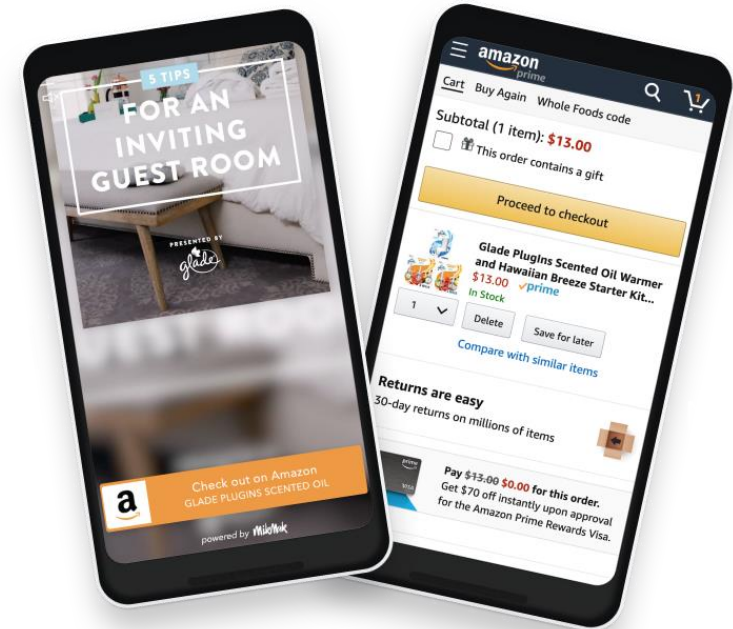 5 TIPS
FOR AN
INVITING
GUEST ROOM
PRESENTED BY
glade
a
Check out on Amazon
GLADE PLUGINS SCENTED OIL
powered by MikMak
amazon
prime
1
Cart Buy Again Whole Foods code
Subtotal (1 item): $13.00
This order contains a gift
Proceed to checkout
Glade PlugIns Scented Oil Warmer
and Hawaiian Breeze Starter Kit...
$13.00 prime
In Stock
1 Delete Save for later
Compare with similar items
Returns are easy
30-day returns on millions of items
prime
VISA
Pay $13.00 $0.00 for this order.
Get $70 off instantly upon approval
for the Amazon Prime Rewards Visa.